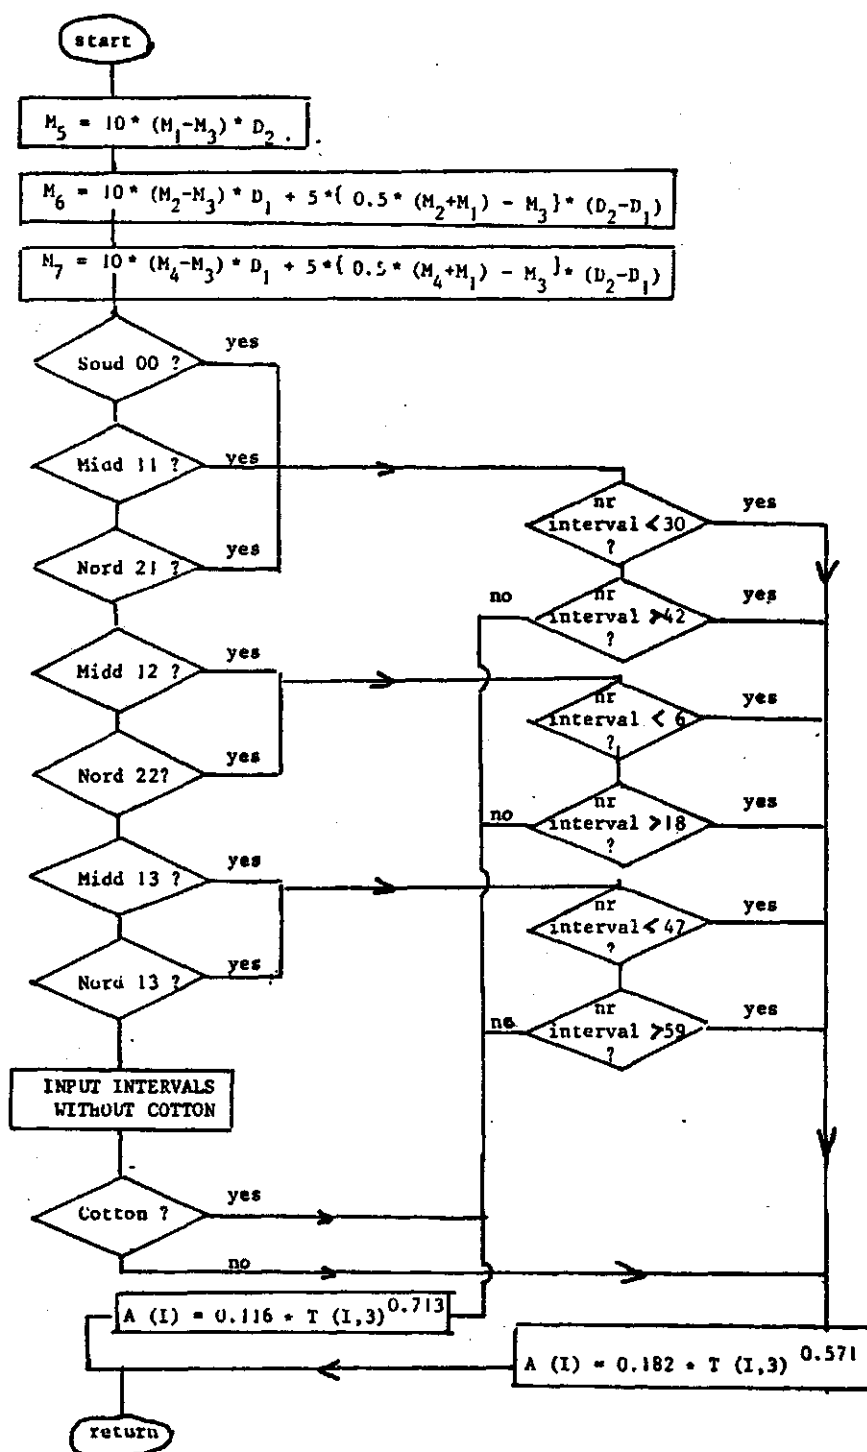 start
M5 = 10* (M1-M3) * D2 .
M6 = 10* (M2-M3) * D1 + 5*{ 0.5* (M2+M1) - M3}* (D2-D1)
M7 = 10* (M4-M3) * D1 + 5*{ 0.5* (M4+M1) - M3}* (D2-D1)
Soud 00 ?
yes
Midd 11 ?
yes
Nord 21 ?
yes
nr
interval < 30
?
yes
nr
interval > 42
?
yes
no
Midd 12 ?
yes
Nord 22?
yes
nr
interval < 6
?
yes
nr
interval >18
?
yes
no
Midd 13 ?
yes
Nord 13 ?
yes
nr
interval < 47
?
yes
nr
interval >59
?
yes
no
INPUT INTERVALS
WITHOUT COTTON
Cotton ?
yes
no
A (I) = 0.116 * T (I,3)^0.713
A (I) = 0.182 * T (I,3)^0.571
return